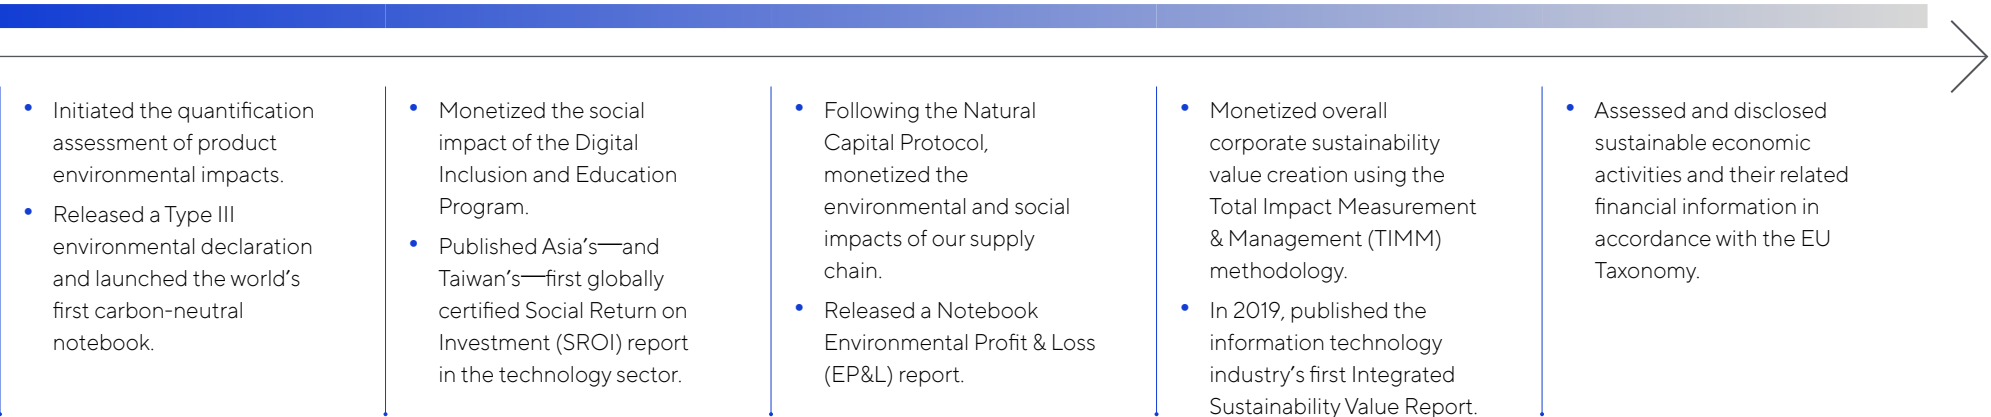 • Initiated the quantification
assessment of product
environmental impacts.
• Released a Type III
environmental declaration
and launched the world’s
first carbon-neutral
notebook.
• Monetized the social
impact of the Digital
Inclusion and Education
Program.
• Published Asia’s—and
Taiwan’s—first globally
certified Social Return on
Investment (SROI) report
in the technology sector.
• Following the Natural
Capital Protocol,
monetized the
environmental and social
impacts of our supply
chain.
• Released a Notebook
Environmental Profit & Loss
(EP&L) report.
• Monetized overall
corporate sustainability
value creation using the
Total Impact Measurement
& Management (TIMM)
methodology.
• In 2019, published the
information technology
industry’s first Integrated
Sustainability Value Report.
• Assessed and disclosed
sustainable economic
activities and their related
financial information in
accordance with the EU
Taxonomy.